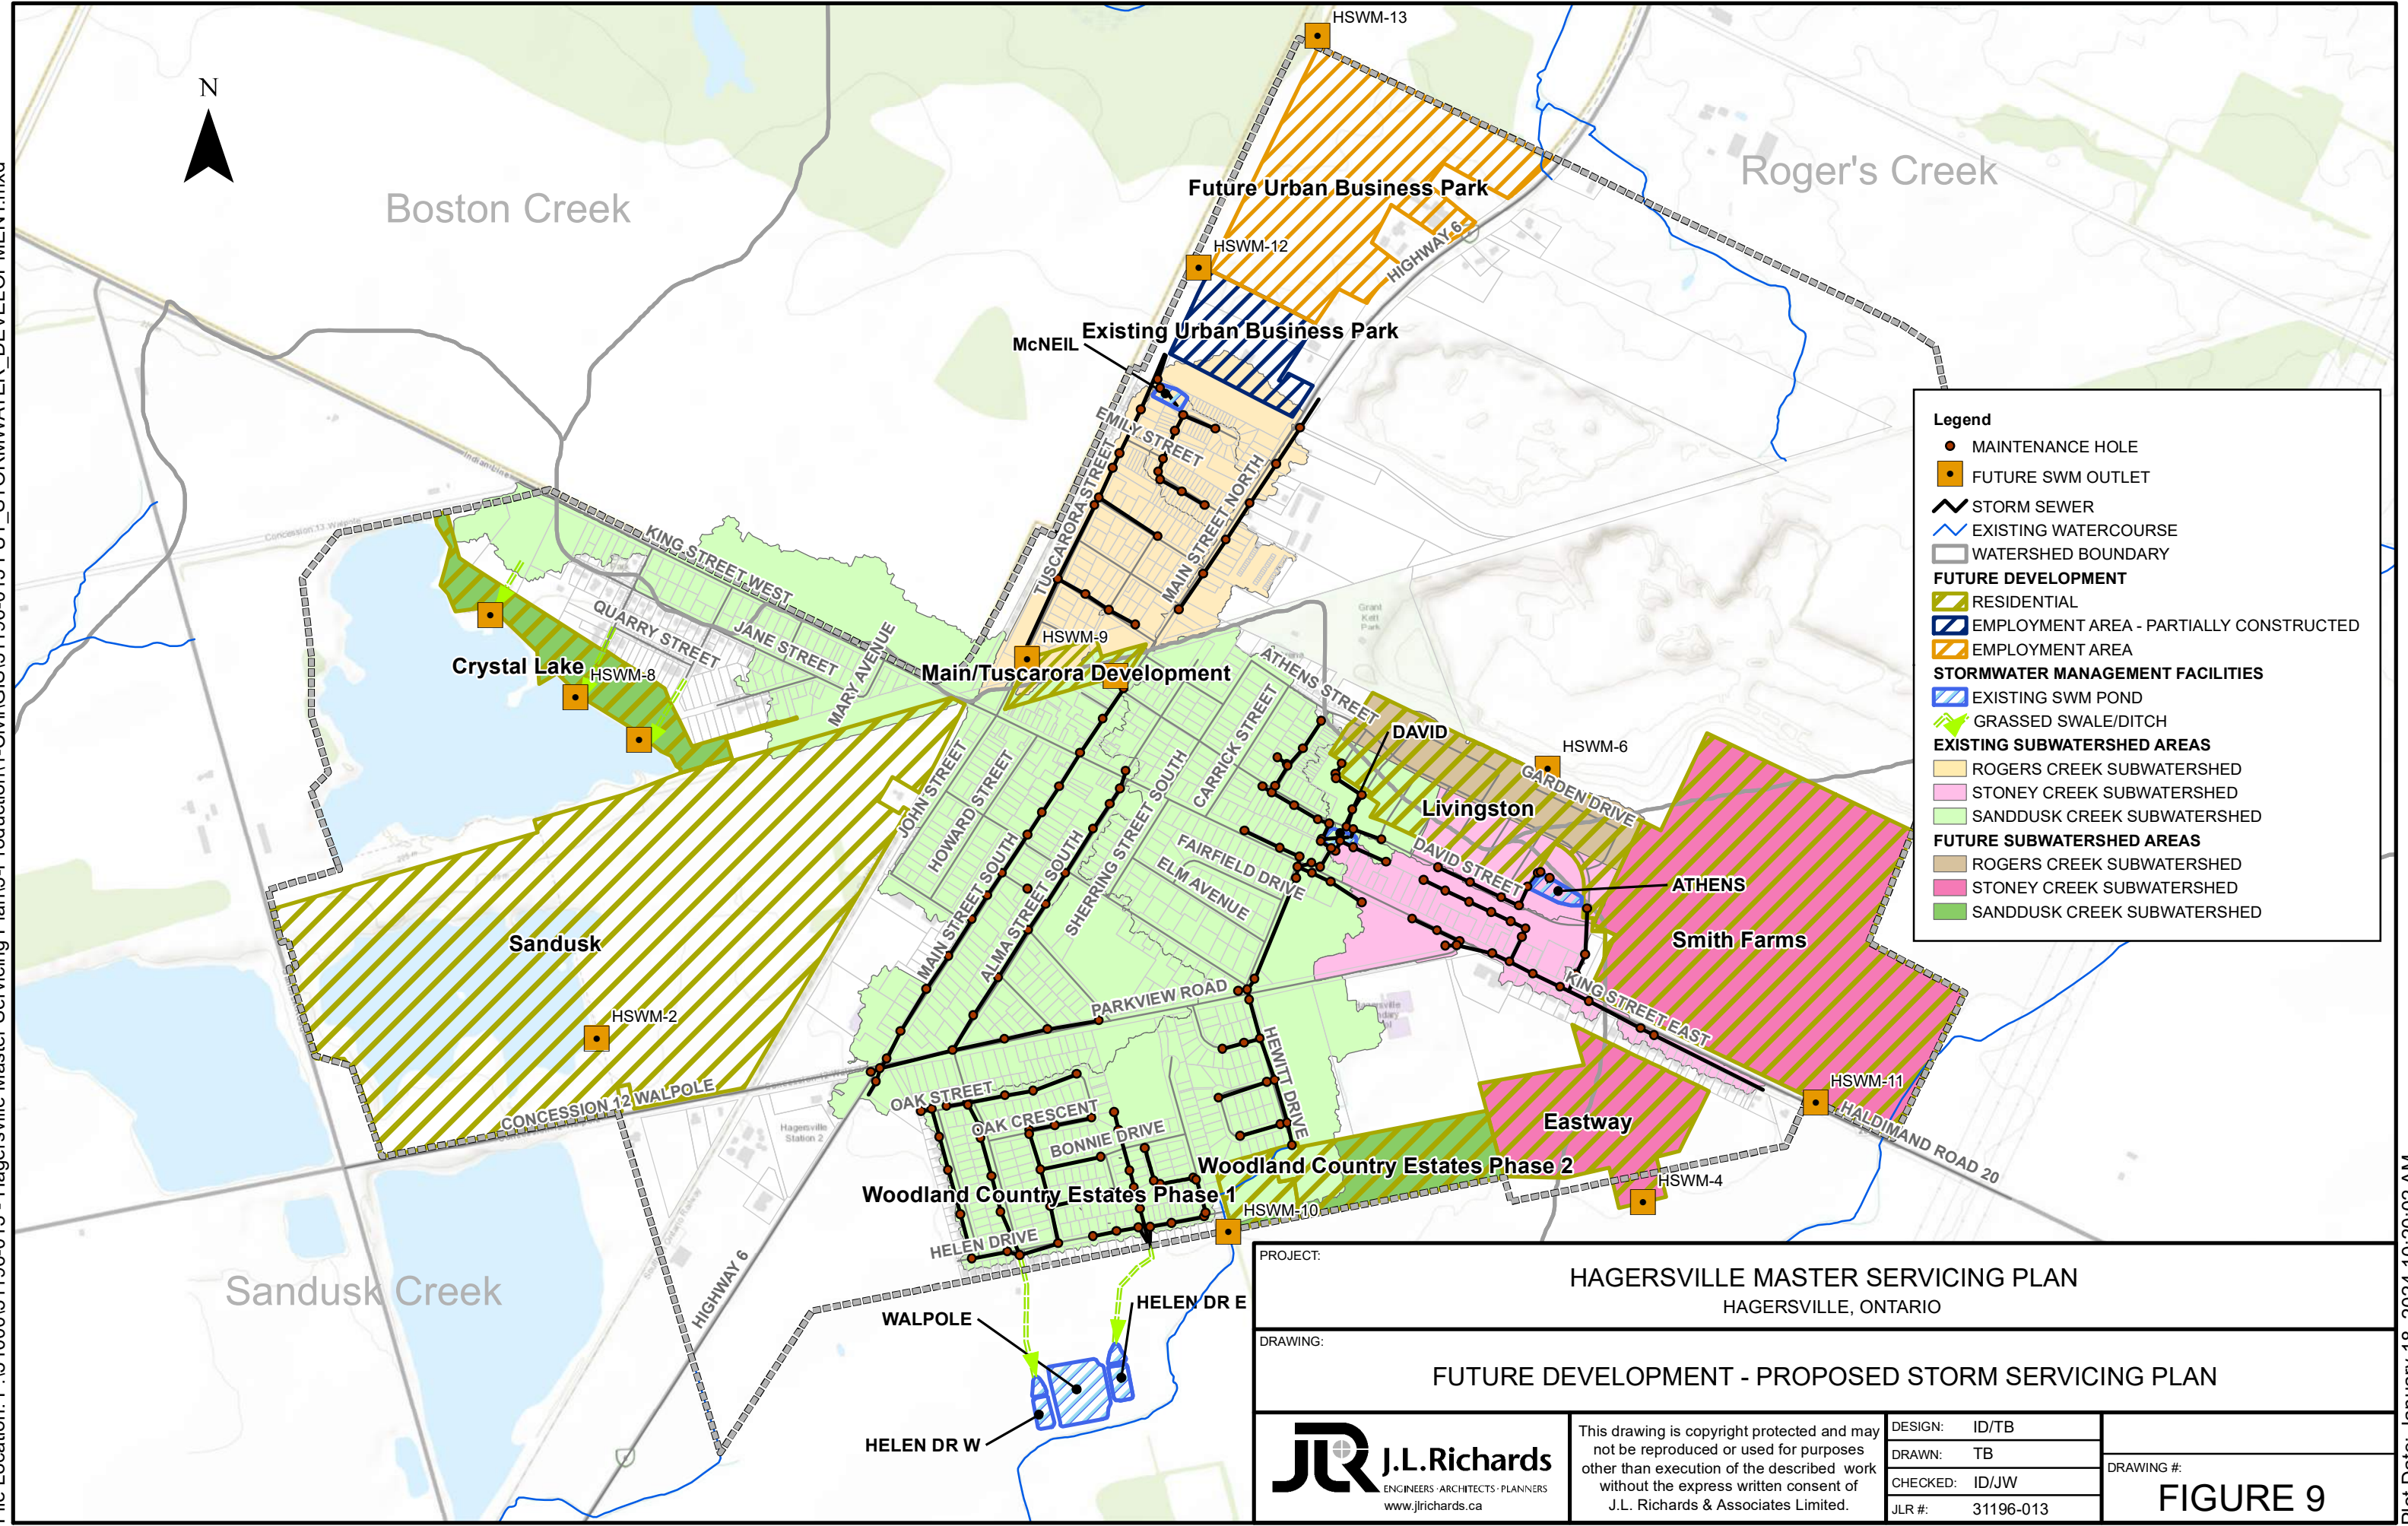 HSWM-13
N
Roger's Creek
Boston Creek
Future Urban Business Park
HSWM-12
HIGHWAY 6
Existing Urban Business Park
McNEIL
EMILY STREET
TUSCARORA STREET
MAIN STREET NORTH
Indian Line
Concession 13 Walpole
KING STREET WEST
QUARRY STREET
JANE STREET
MARY AVENUE
HSWM-9
Main/Tuscarora Development
Crystal Lake
HSWM-8
Grant
Kett
Park
ATHENS STREET
CARRICK STREET
DAVID
HSWM-6
GARDEN DRIVE
Livingston
JOHN STREET
HOWARD STREET
MAIN STREET SOUTH
ALMA STREET SOUTH
SHERRING STREET SOUTH
FAIRFIELD DRIVE
ELM AVENUE
DAVID STREET
ATHENS
Smith Farms
Sandusk
HSWM-2
PARKVIEW ROAD
KING STREET EAST
HEWITT DRIVE
CONCESSION 12 WALPOLE
Hagersville
Station 2
OAK STREET
OAK CRESCENT
BONNIE DRIVE
Eastway
HSWM-11
HALDIMAND ROAD 20
Woodland Country Estates Phase 2
Woodland Country Estates Phase 1
HSWM-4
HSWM-10
HELEN DRIVE
HIGHWAY 6
Sandusk Creek
WALPOLE
HELEN DR E
HELEN DR W
Legend
MAINTENANCE HOLE
FUTURE SWM OUTLET
STORM SEWER
EXISTING WATERCOURSE
WATERSHED BOUNDARY
FUTURE DEVELOPMENT
RESIDENTIAL
EMPLOYMENT AREA - PARTIALLY CONSTRUCTED
EMPLOYMENT AREA
STORMWATER MANAGEMENT FACILITIES
EXISTING SWM POND
GRASSED SWALE/DITCH
EXISTING SUBWATERSHED AREAS
ROGERS CREEK SUBWATERSHED
STONEY CREEK SUBWATERSHED
SANDDUSK CREEK SUBWATERSHED
FUTURE SUBWATERSHED AREAS
ROGERS CREEK SUBWATERSHED
STONEY CREEK SUBWATERSHED
SANDDUSK CREEK SUBWATERSHED
PROJECT:
HAGERSVILLE MASTER SERVICING PLAN
HAGERSVILLE, ONTARIO
DRAWING:
FUTURE DEVELOPMENT - PROPOSED STORM SERVICING PLAN
JLR J.L.Richards
ENGINEERS · ARCHITECTS · PLANNERS
www.jlrichards.ca
This drawing is copyright protected and may
not be reproduced or used for purposes
other than execution of the described work
without the express written consent of
J.L. Richards & Associates Limited.
DESIGN: ID/TB
DRAWN: TB
CHECKED: ID/JW
JLR #: 31196-013
DRAWING #:
FIGURE 9